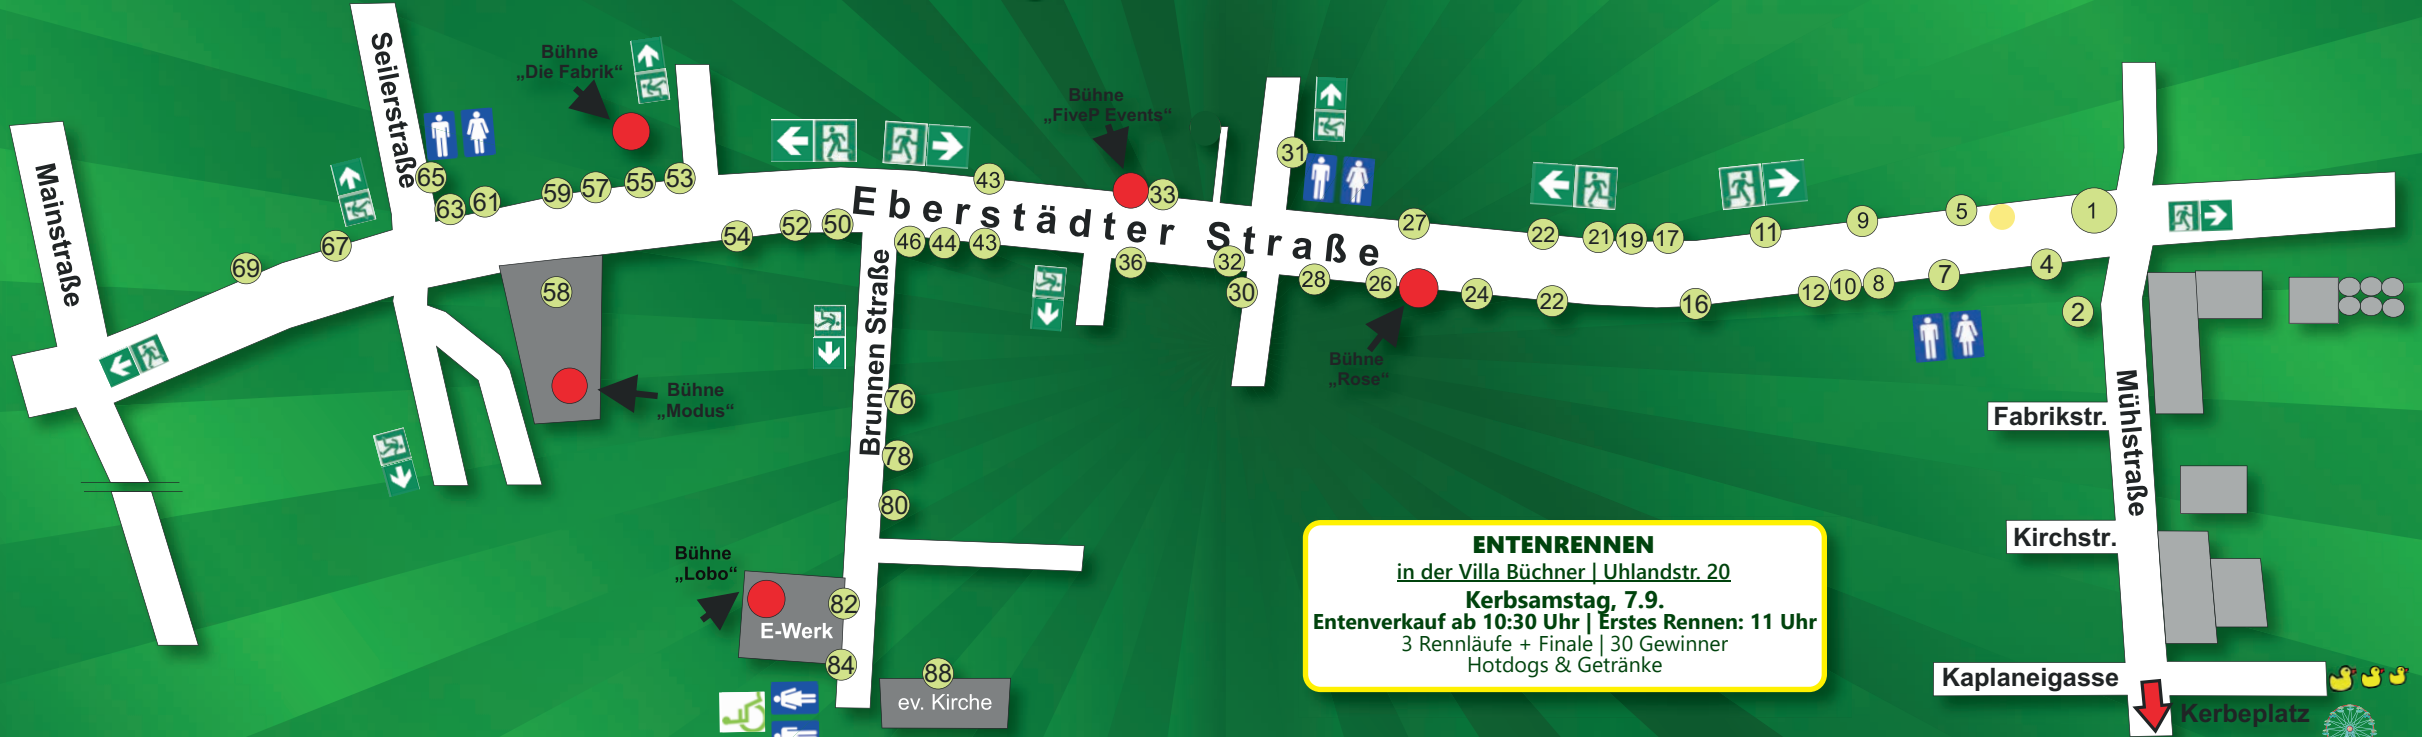 Mainstraße
Seilerstraße
Bühne
„Die Fabrik“
Bühne
„FiveP Events“
Eberstädter Straße
Bühne
„Modus“
Bühne
„Rose“
Brunnen Straße
Bühne
„Lobo“
E-Werk
ev. Kirche
Mühlstraße
Fabrikstr.
Kirchstr.
Kaplaneigasse
Kerbeplatz
69
67
65
63
61
59
57
55
53
43
33
31
27
22
21
19
17
11
9
5
1
58
54
52
50
46
44
43
36
32
30
28
26
24
22
16
12
10
8
7
4
2
76
78
80
82
84
88
ENTENRENNEN
in der Villa Büchner | Uhlandstr. 20
Kerbsamstag, 7.9.
Entenverkauf ab 10:30 Uhr | Erstes Rennen: 11 Uhr
3 Rennläufe + Finale | 30 Gewinner
Hotdogs & Getränke